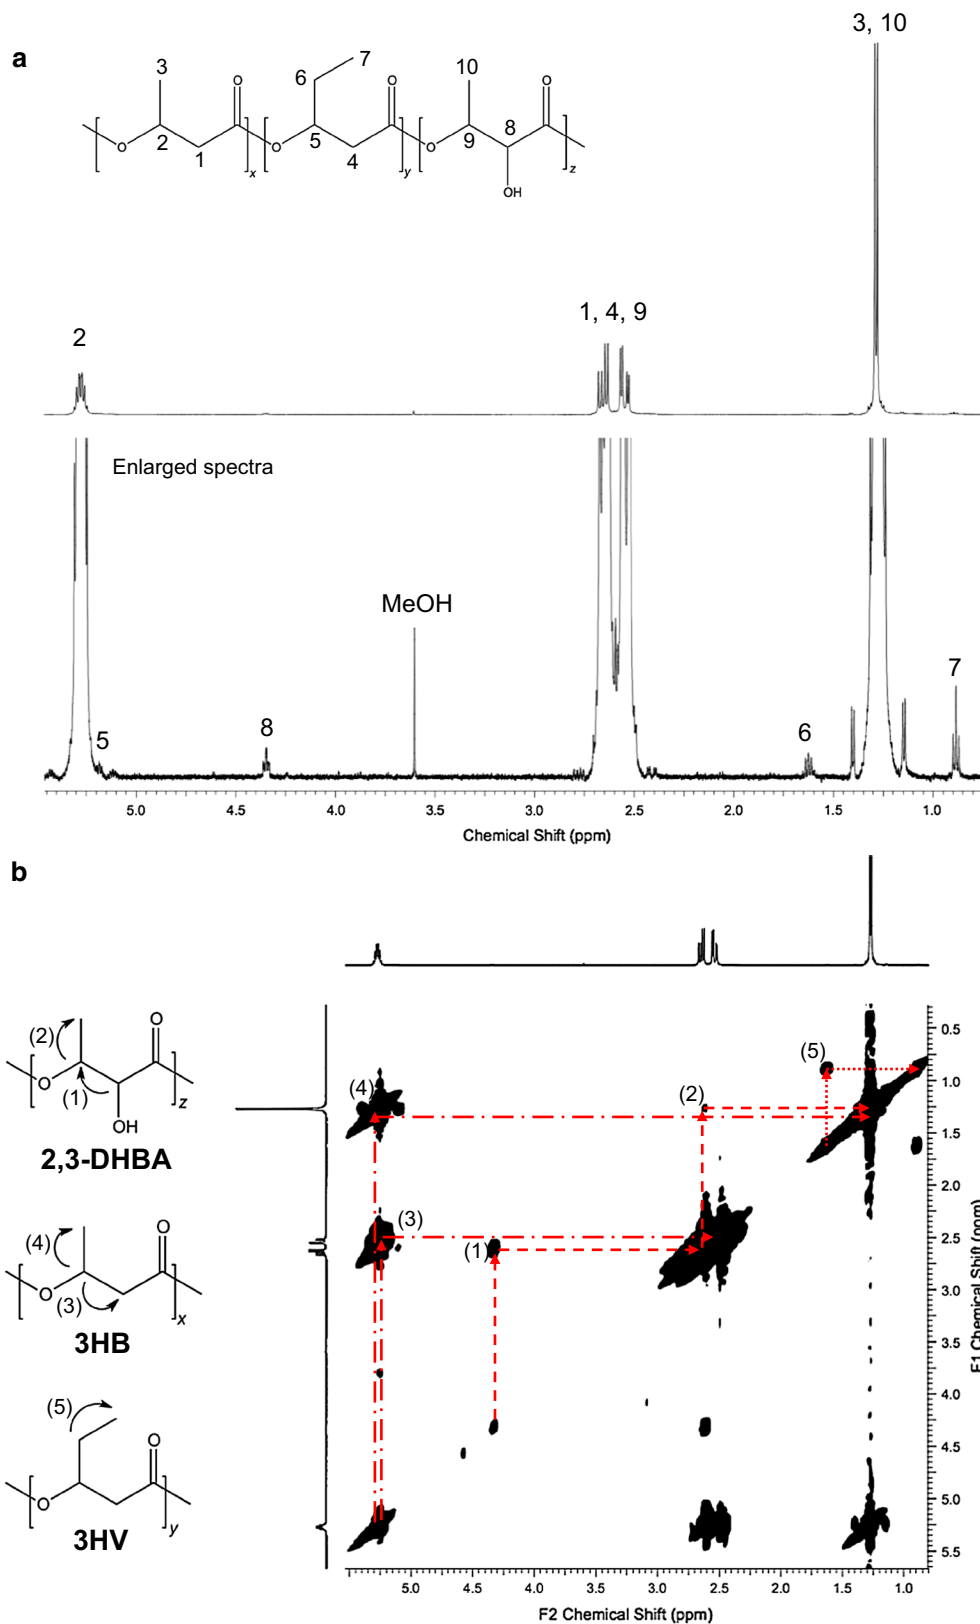 a
3, 10
3
6
7
10
O
O
O
2
1
5
4
9
8
O
O
O
x
y
z
OH
2
1, 4, 9
Enlarged spectra
MeOH
5
8
6
7
5.0
4.5
4.0
3.5
3.0
2.5
2.0
1.5
1.0
Chemical Shift (ppm)
b
(2)
O
O
(1)
z
OH
2,3-DHBA
(4)
O
O
(3)
x
3HB
(5)
O
O
y
3HV
(4)
(2)
(5)
(3)
(1)
0.5
1.0
1.5
2.0
2.5
3.0
3.5
4.0
4.5
5.0
5.5
F1 Chemical Shift (ppm)
5.0
4.5
4.0
3.5
3.0
2.5
2.0
1.5
1.0
F2 Chemical Shift (ppm)